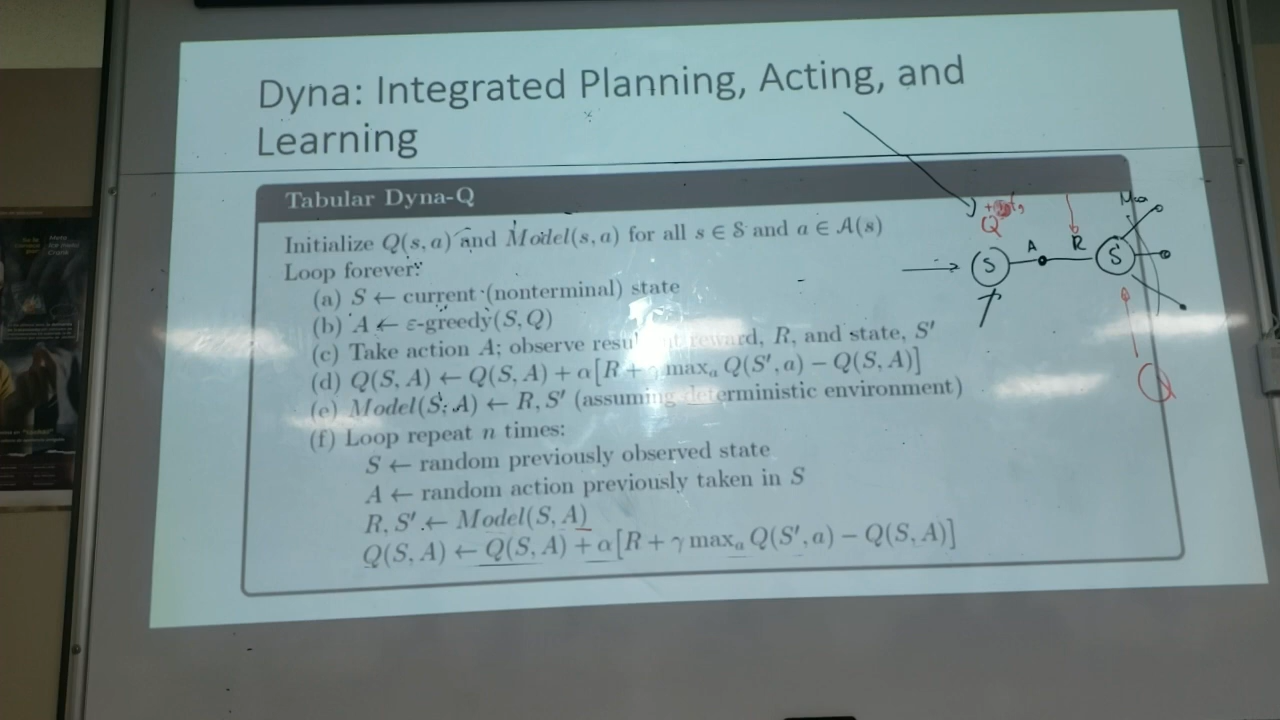 Dyna: Integrated Planning, Acting, and
Learning
Tabular Dyna-Q
Initialize Q(s, a) and Model(s, a) for all s ∈ S and a ∈ A(s)
Loop forever:
(a) S ← current (nonterminal) state
(b) A ← ε-greedy(S, Q)
(c) Take action A; observe resultant reward, R, and state, S′
(d) Q(S, A) ← Q(S, A) + α[R + γ maxₐ Q(S′, a) − Q(S, A)]
(e) Model(S, A) ← R, S′ (assuming deterministic environment)
(f) Loop repeat n times:
S ← random previously observed state
A ← random action previously taken in S
R, S′ ← Model(S, A)
Q(S, A) ← Q(S, A) + α[R + γ maxₐ Q(S′, a) − Q(S, A)]
Q
S A R S′
Q